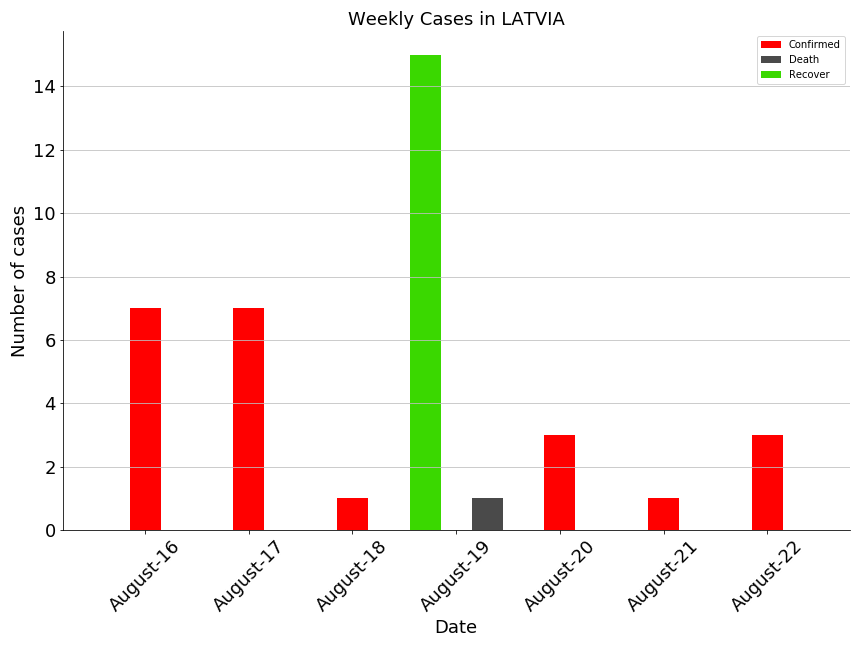 Weekly Cases in LATVIA
Confirmed
Death
Recover
14
12
10
8
6
4
2
0
Number of cases
August-16
August-17
August-18
August-19
August-20
August-21
August-22
Date